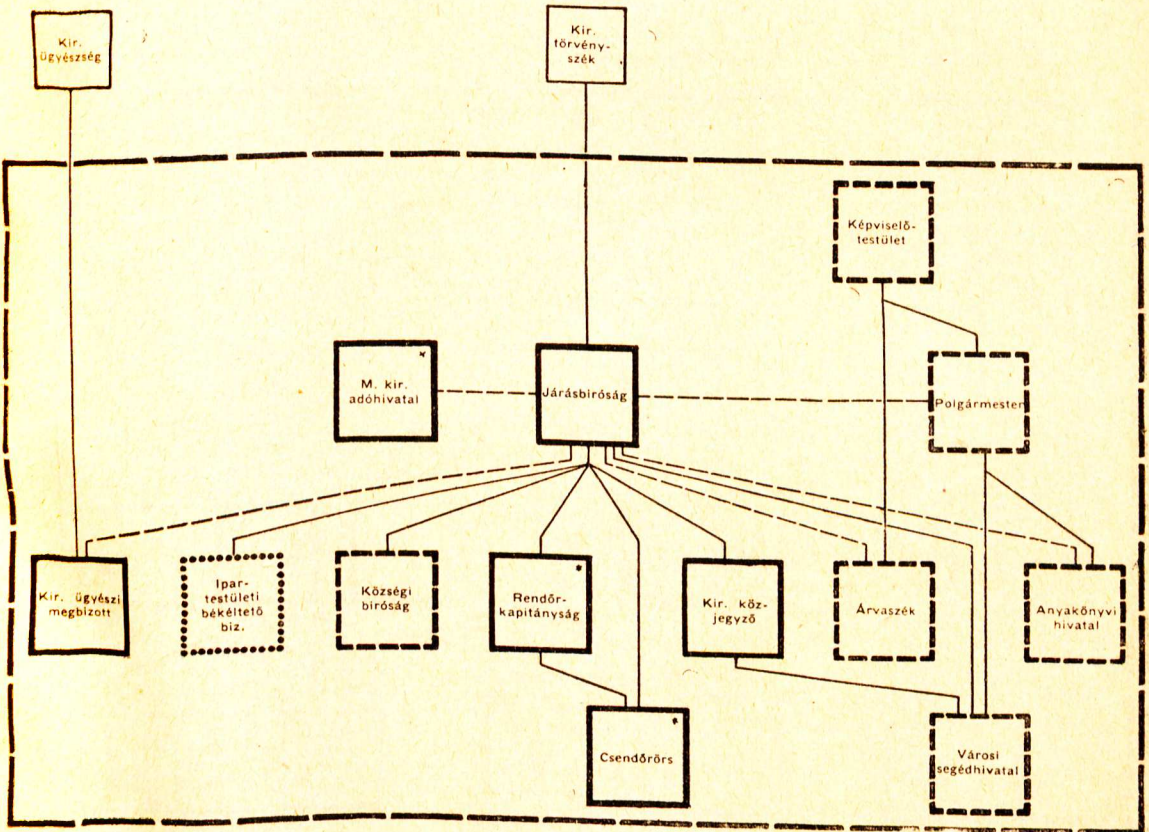 Kir.
ügyészség
Kir.
törvény-
szék
Képviselő-
testület
M. kir.
adóhivatal
Járásbiróság
Polgármester
Kir. ügyészi
megbizott
Ipar-
testületi
békéltető
biz.
Községi
biróság
Rendőr-
kapitányság
Kir. köz-
jegyző
Árvaszék
Anyakönyvi
hivatal
Csendőrörs
Városi
segédhivatal